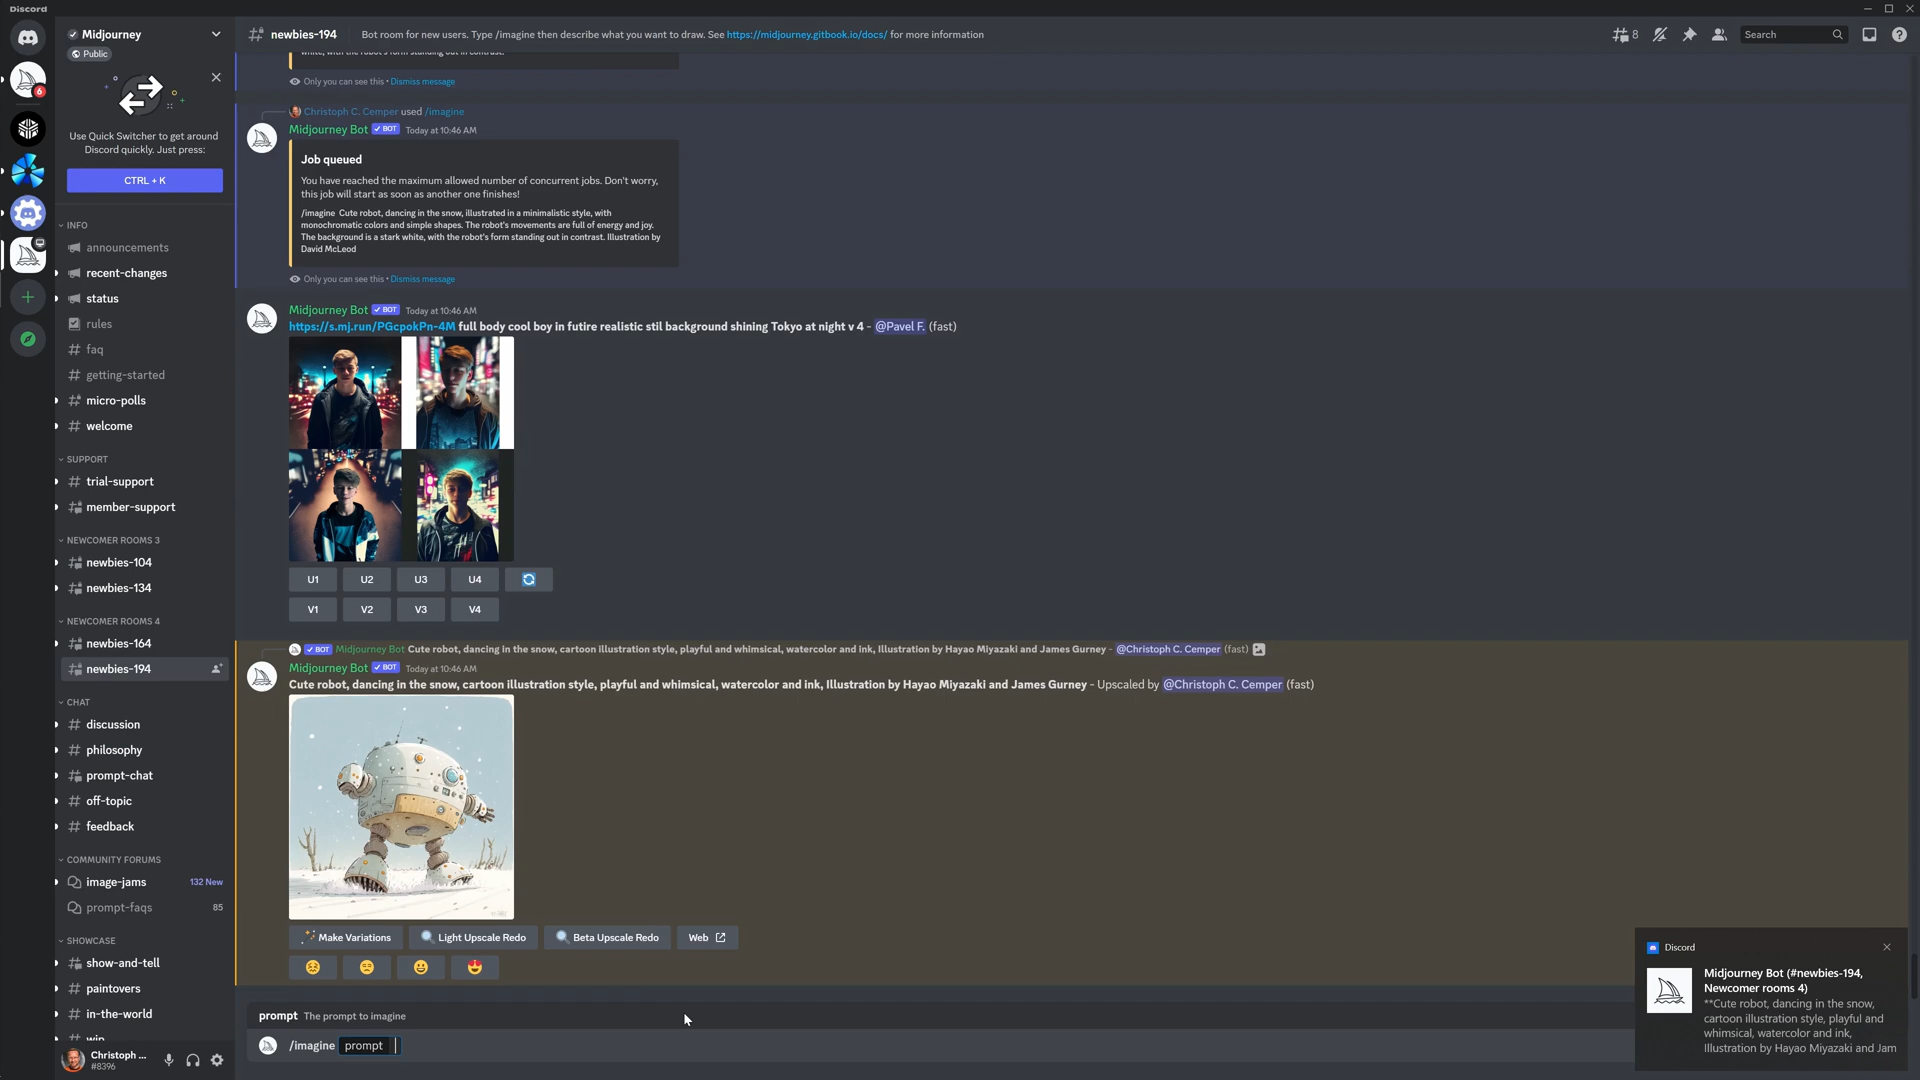 Discord
Midjourney
Public
Use Quick Switcher to get around
Discord quickly. Just press:
CTRL + K
INFO
announcements
recent-changes
status
rules
faq
getting-started
micro-polls
welcome
SUPPORT
trial-support
member-support
NEWCOMER ROOMS 3
newbies-104
newbies-134
NEWCOMER ROOMS 4
newbies-164
newbies-194
CHAT
discussion
philosophy
prompt-chat
off-topic
feedback
COMMUNITY FORUMS
image-jams 132 New
prompt-faqs 85
SHOWCASE
show-and-tell
paintovers
in-the-world
wip
Christoph ...
#8396
6
newbies-194 Bot room for new users. Type /imagine then describe what you want to draw. See https://midjourney.gitbook.io/docs/ for more information
8
Search
white, with the robot's form standing out in contrast.
Only you can see this • Dismiss message
Christoph C. Cemper used /imagine
Midjourney Bot BOT Today at 10:46 AM
Job queued
You have reached the maximum allowed number of concurrent jobs. Don't worry,
this job will start as soon as another one finishes!
/imagine Cute robot, dancing in the snow, illustrated in a minimalistic style, with
monochromatic colors and simple shapes. The robot's movements are full of energy and joy.
The background is a stark white, with the robot's form standing out in contrast. Illustration by
David McLeod
Only you can see this • Dismiss message
Midjourney Bot BOT Today at 10:46 AM
https://s.mj.run/PGcpokPn-4M full body cool boy in futire realistic stil background shining Tokyo at night v 4 - @Pavel F. (fast)
U1 U2 U3 U4
V1 V2 V3 V4
BOT Midjourney Bot Cute robot, dancing in the snow, cartoon illustration style, playful and whimsical, watercolor and ink, Illustration by Hayao Miyazaki and James Gurney - @Christoph C. Cemper (fast)
Midjourney Bot BOT Today at 10:46 AM
Cute robot, dancing in the snow, cartoon illustration style, playful and whimsical, watercolor and ink, Illustration by Hayao Miyazaki and James Gurney - Upscaled by @Christoph C. Cemper (fast)
Make Variations Light Upscale Redo Beta Upscale Redo Web
prompt The prompt to imagine
/imagine prompt
Discord
Midjourney Bot (#newbies-194,
Newcomer rooms 4)
**Cute robot, dancing in the snow,
cartoon illustration style, playful and
whimsical, watercolor and ink,
Illustration by Hayao Miyazaki and Jam